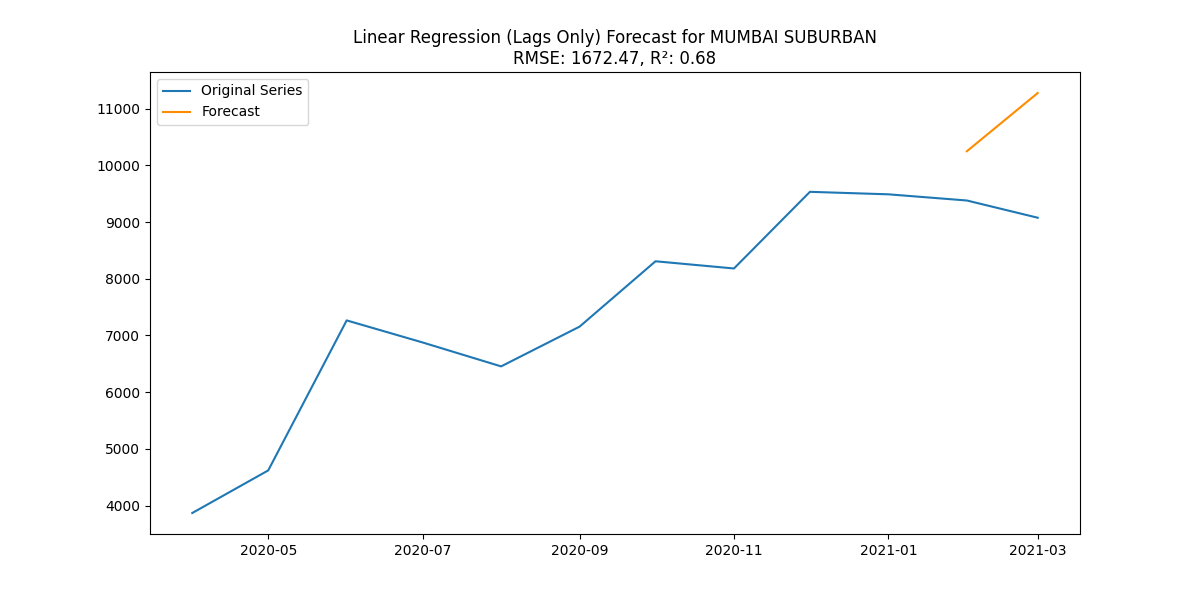 Linear Regression (Lags Only) Forecast for MUMBAI SUBURBAN
RMSE: 1672.47, R²: 0.68
Original Series
Forecast
11000
10000
9000
8000
7000
6000
5000
4000
2020-05 2020-07 2020-09 2020-11 2021-01 2021-03